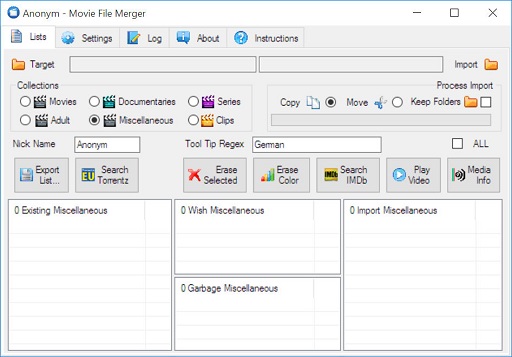 Anonym - Movie File Merger
Lists Settings Log About Instructions
Target Import
Collections Process Import
Movies Documentaries Series Copy Move Keep Folders
Adult Miscellaneous Clips
Nick Name Anonym Tool Tip Regex German ALL
Export List... EU Search Torrentz Erase Selected Erase Color IMDb Search IMDb Play Video Media Info
0 Existing Miscellaneous 0 Wish Miscellaneous 0 Import Miscellaneous
0 Garbage Miscellaneous